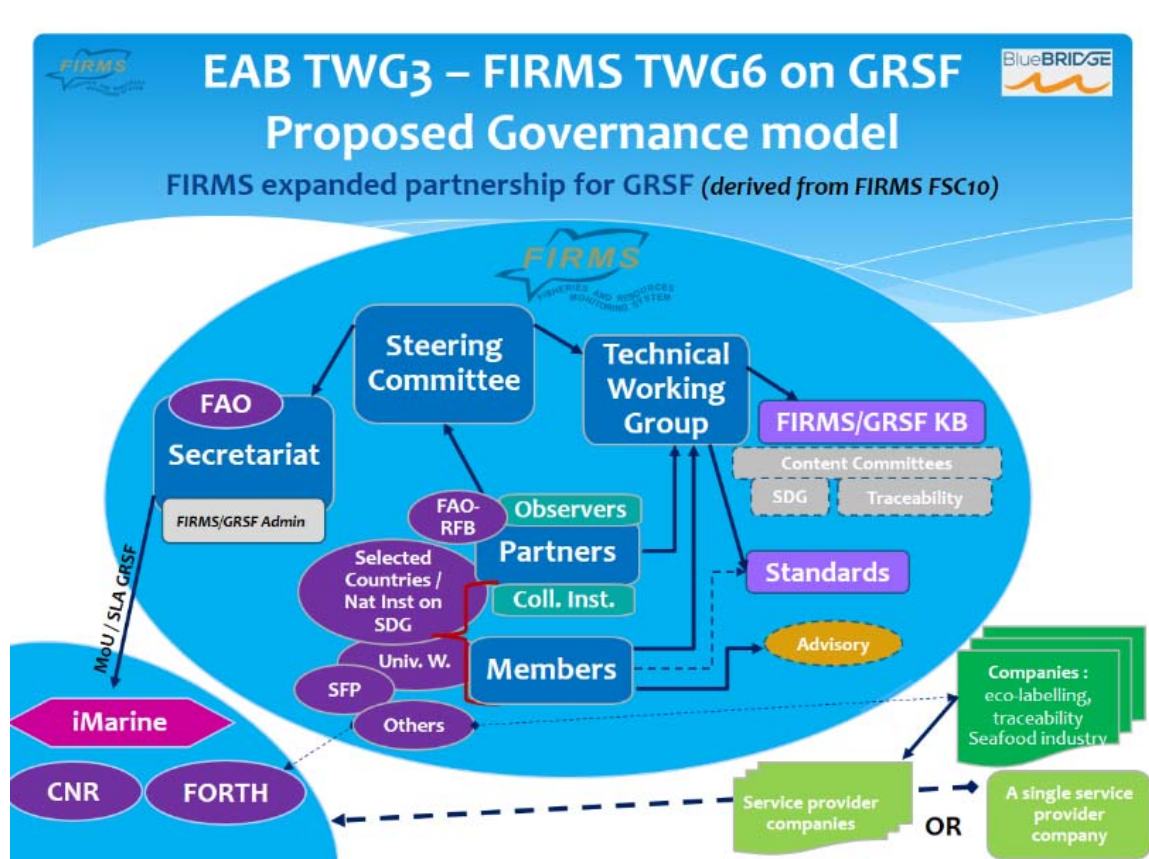 FIRMS
BlueBRIDGE
EAB TWG3 – FIRMS TWG6 on GRSF
Proposed Governance model
FIRMS expanded partnership for GRSF (derived from FIRMS FSC10)
FIRMS
FISHERIES AND RESOURCES
MONITORING SYSTEM
Steering
Committee
Technical
Working
Group
FAO
Secretariat
FIRMS/GRSF Admin
FIRMS/GRSF KB
Content Committees
SDG
Traceability
FAO-
RFB
Observers
Partners
Coll. Inst.
Selected
Countries /
Nat Inst on
SDG
Standards
Univ. W.
Members
SFP
Others
Advisory
MoU / SLA GRSF
iMarine
CNR
FORTH
Companies :
eco-labelling,
traceability
Seafood industry
Service provider
companies
OR
A single service
provider
company